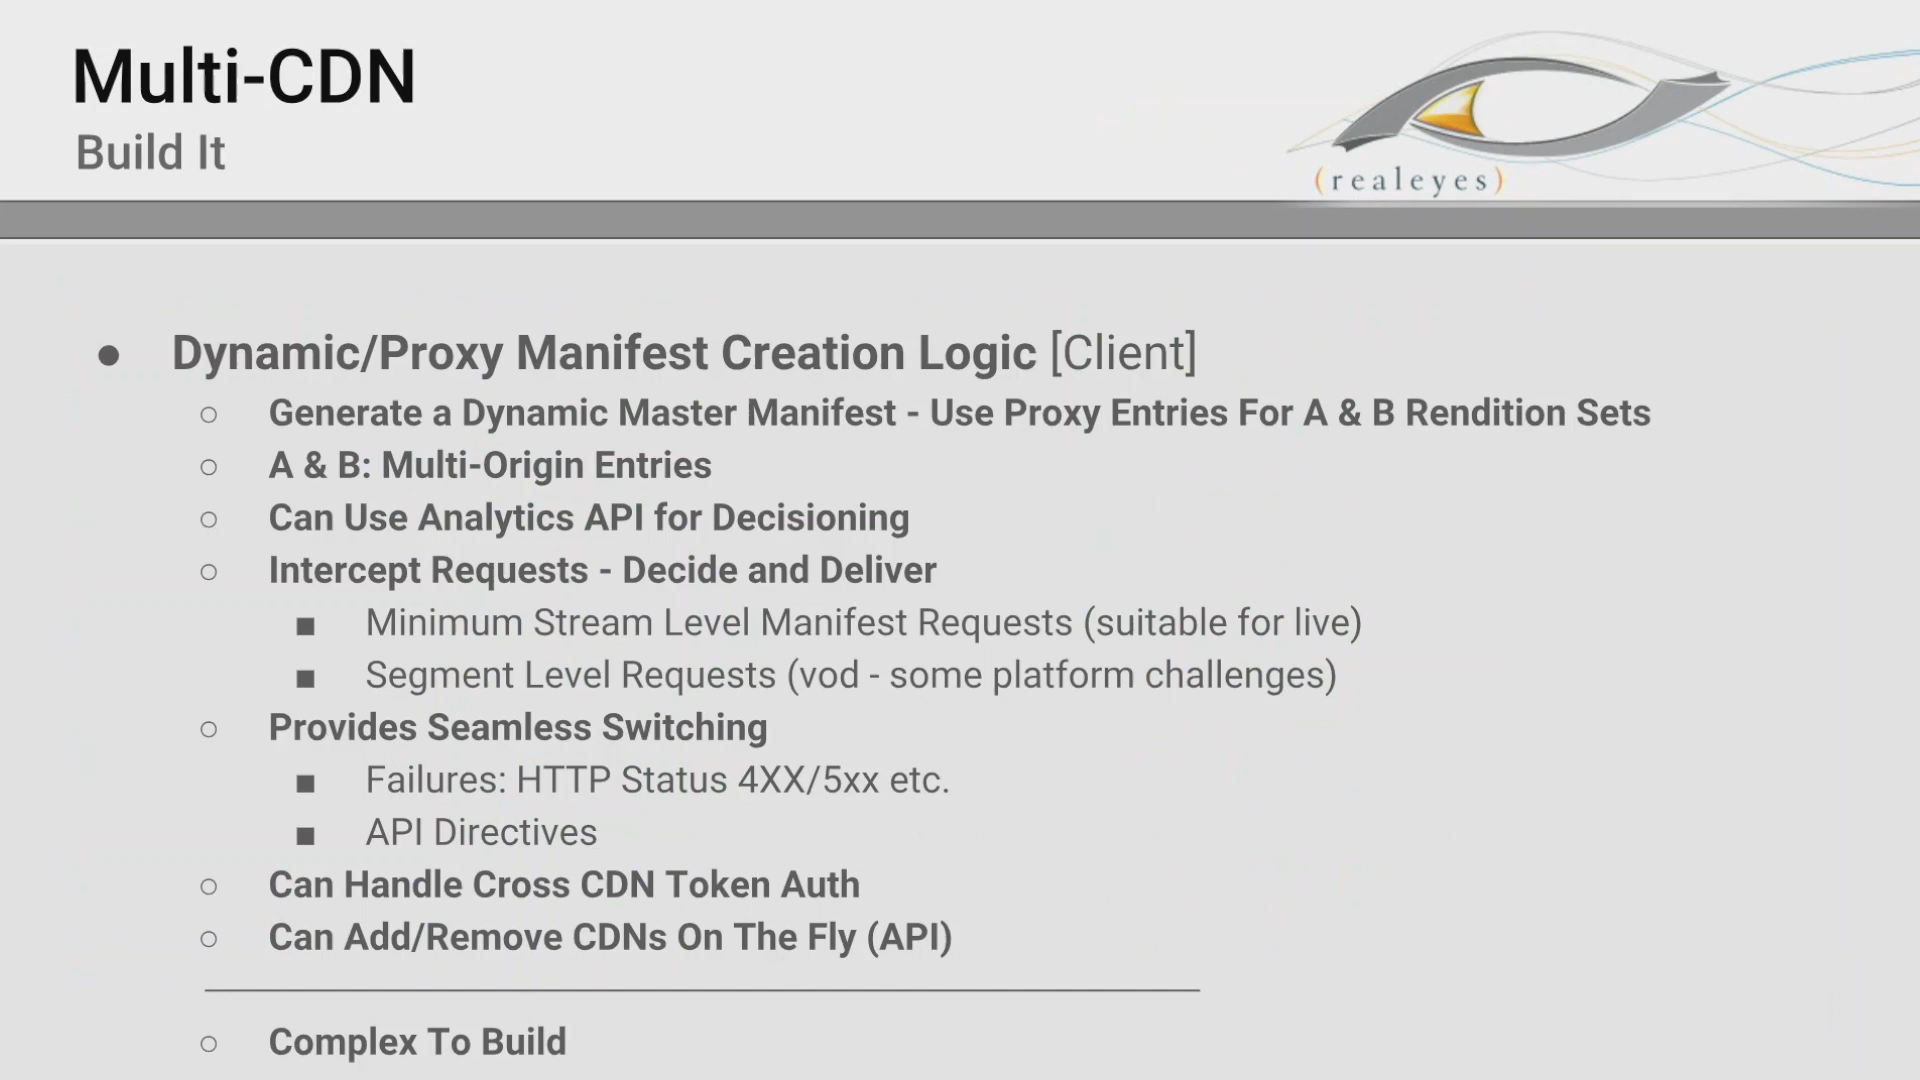 Multi-CDN
Build It
(realeyes)
● Dynamic/Proxy Manifest Creation Logic [Client]
○ Generate a Dynamic Master Manifest - Use Proxy Entries For A & B Rendition Sets
○ A & B: Multi-Origin Entries
○ Can Use Analytics API for Decisioning
○ Intercept Requests - Decide and Deliver
■ Minimum Stream Level Manifest Requests (suitable for live)
■ Segment Level Requests (vod - some platform challenges)
○ Provides Seamless Switching
■ Failures: HTTP Status 4XX/5xx etc.
■ API Directives
○ Can Handle Cross CDN Token Auth
○ Can Add/Remove CDNs On The Fly (API)
○ Complex To Build